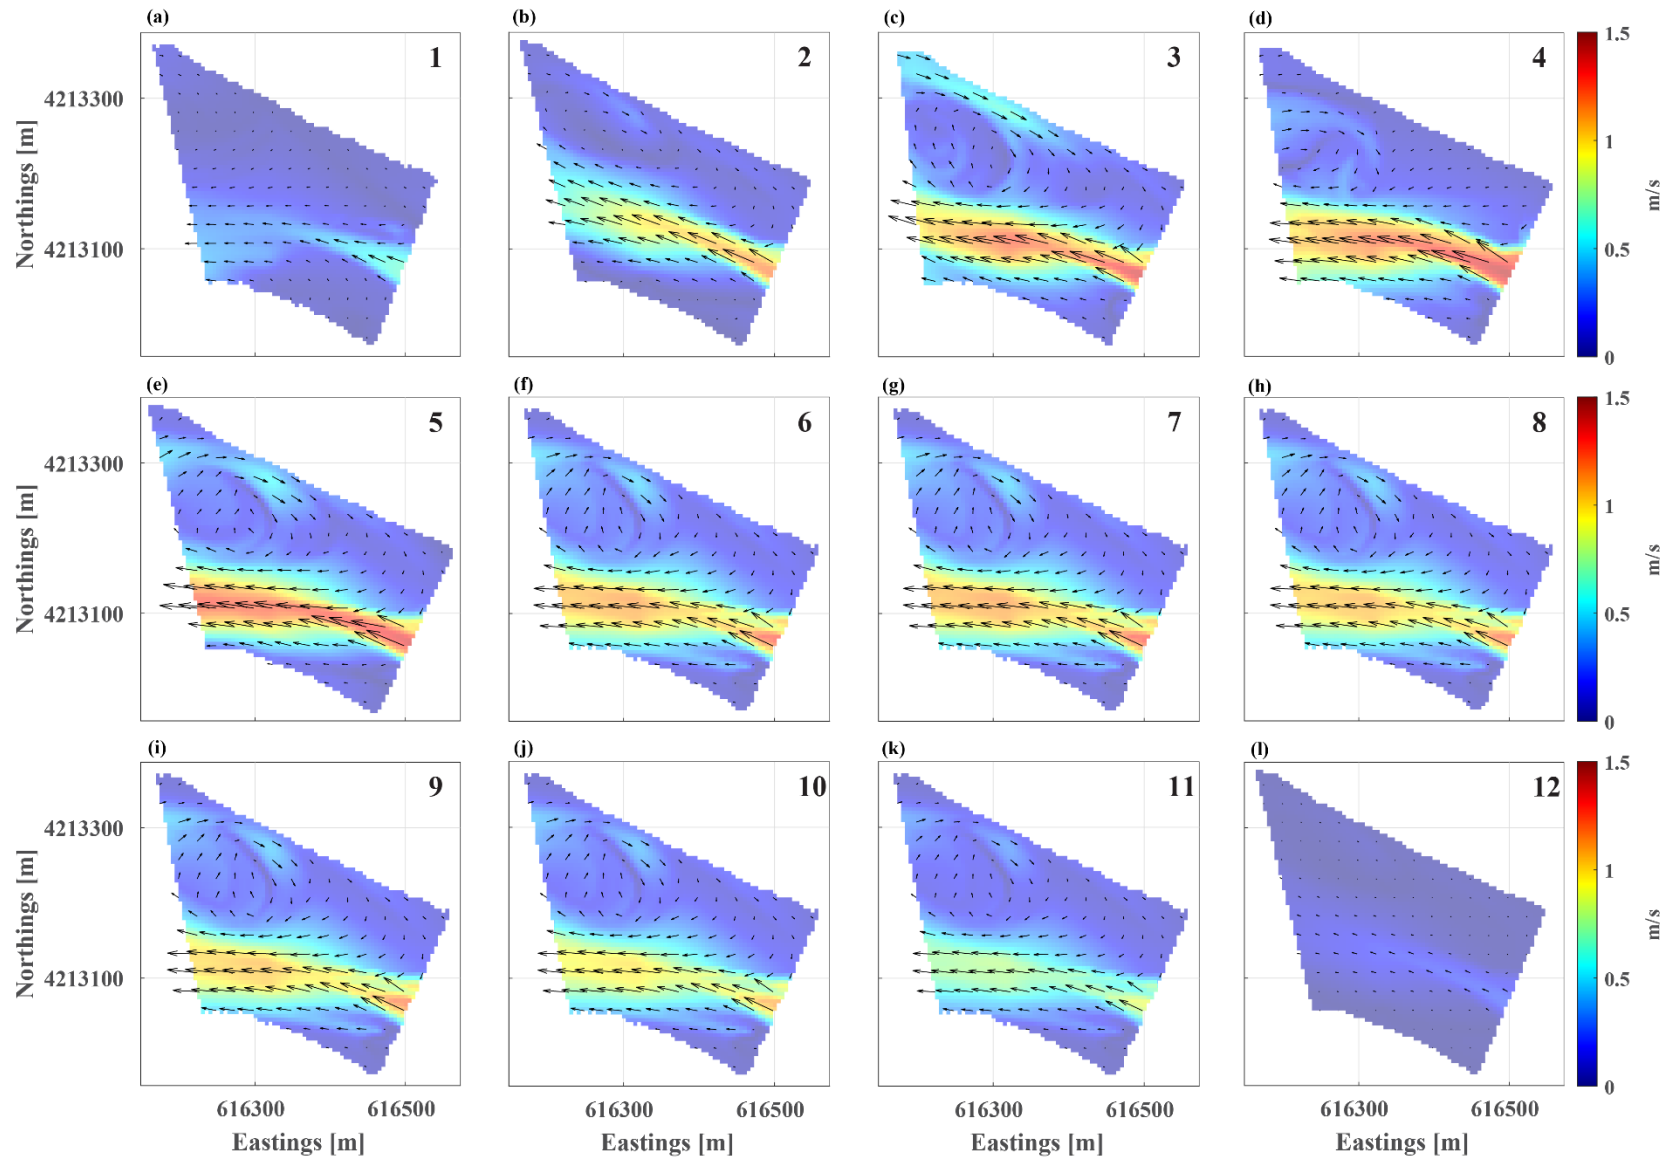 (a) (b) (c) (d)
1 2 3 4
1.5
4213300
1
Northings [m]
m/s
0.5
4213100
0
(e) (f) (g) (h)
5 6 7 8
1.5
4213300
1
Northings [m]
m/s
0.5
4213100
0
(i) (j) (k) (l)
9 10 11 12
1.5
4213300
1
Northings [m]
m/s
0.5
4213100
0
616300 616500 616300 616500 616300 616500 616300 616500
Eastings [m] Eastings [m] Eastings [m] Eastings [m]